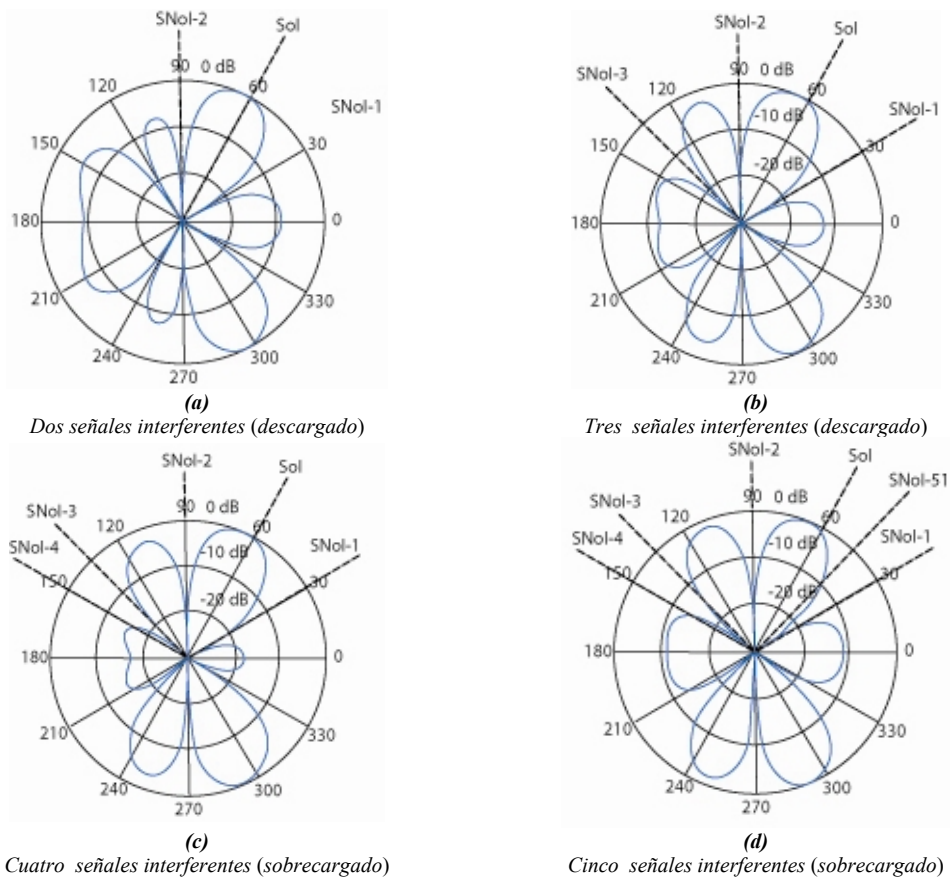 SNoI-2
SoI
90 0 dB
120
60
SNoI-1
150
30
180
0
210
330
240
300
270
(a)
Dos señales interferentes (descargado)
SNoI-2
SoI
SNoI-3
90 0 dB
120
60
SNoI-1
-10 dB
150
30
-20 dB
180
0
210
330
240
300
270
(b)
Tres señales interferentes (descargado)
SNoI-2
SoI
SNoI-3
90 0 dB
120
60
SNoI-4
-10 dB
SNoI-1
150
30
-20 dB
180
0
210
330
240
300
270
(c)
Cuatro señales interferentes (sobrecargado)
SNoI-2
SoI
SNoI-51
SNoI-3
90 0 dB
120
60
SNoI-4
-10 dB
SNoI-1
150
30
-20 dB
180
0
210
330
240
300
270
(d)
Cinco señales interferentes (sobrecargado)